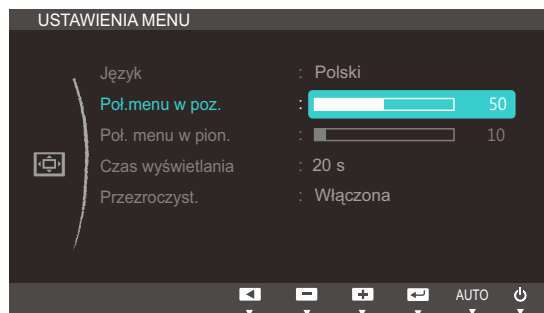 USTAWIENIA MENU
Język : Polski
Poł.menu w poz. : 50
Poł. menu w pion. : 10
Czas wyświetlania : 20 s
Przezroczyst. : Włączona
AUTO